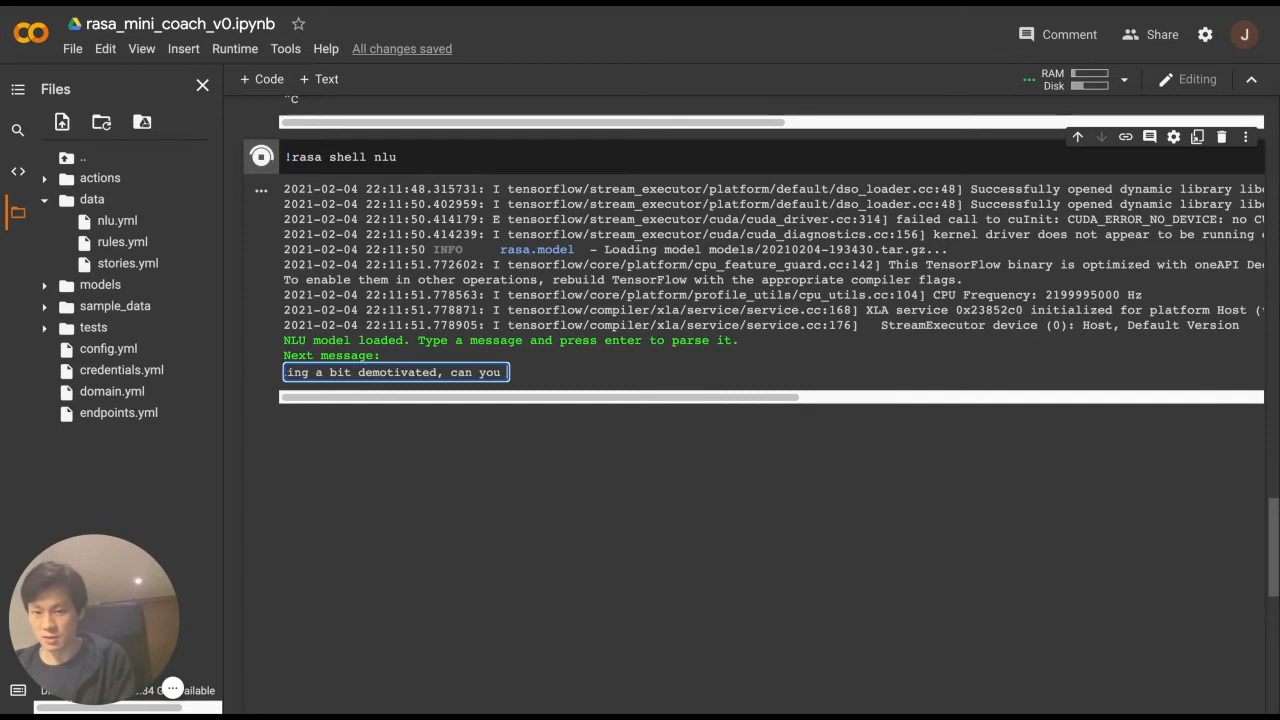 rasa_mini_coach_v0.ipynb
File Edit View Insert Runtime Tools Help All changes saved
Comment Share J
Files
+ Code + Text
RAM
Disk
Editing
^C
..
actions
data
nlu.yml
rules.yml
stories.yml
models
sample_data
tests
config.yml
credentials.yml
domain.yml
endpoints.yml
available
!rasa shell nlu
2021-02-04 22:11:48.315731: I tensorflow/stream_executor/platform/default/dso_loader.cc:48] Successfully opened dynamic library
2021-02-04 22:11:50.402959: I tensorflow/stream_executor/platform/default/dso_loader.cc:48] Successfully opened dynamic library
2021-02-04 22:11:50.414179: E tensorflow/stream_executor/cuda/cuda_driver.cc:314] failed call to cuInit: CUDA_ERROR_NO_DEVICE: no
2021-02-04 22:11:50.414239: I tensorflow/stream_executor/cuda/cuda_diagnostics.cc:156] kernel driver does not appear to be running
2021-02-04 22:11:50 INFO rasa.model - Loading model models/20210204-193430.tar.gz...
2021-02-04 22:11:51.772602: I tensorflow/core/platform/cpu_feature_guard.cc:142] This TensorFlow binary is optimized with oneAPI
To enable them in other operations, rebuild TensorFlow with the appropriate compiler flags.
2021-02-04 22:11:51.778563: I tensorflow/core/platform/profile_utils/cpu_utils.cc:104] CPU Frequency: 2199995000 Hz
2021-02-04 22:11:51.778871: I tensorflow/compiler/xla/service/service.cc:168] XLA service 0x23852c0 initialized for platform Host
2021-02-04 22:11:51.778905: I tensorflow/compiler/xla/service/service.cc:176] StreamExecutor device (0): Host, Default Version
NLU model loaded. Type a message and press enter to parse it.
Next message:
ing a bit demotivated, can you